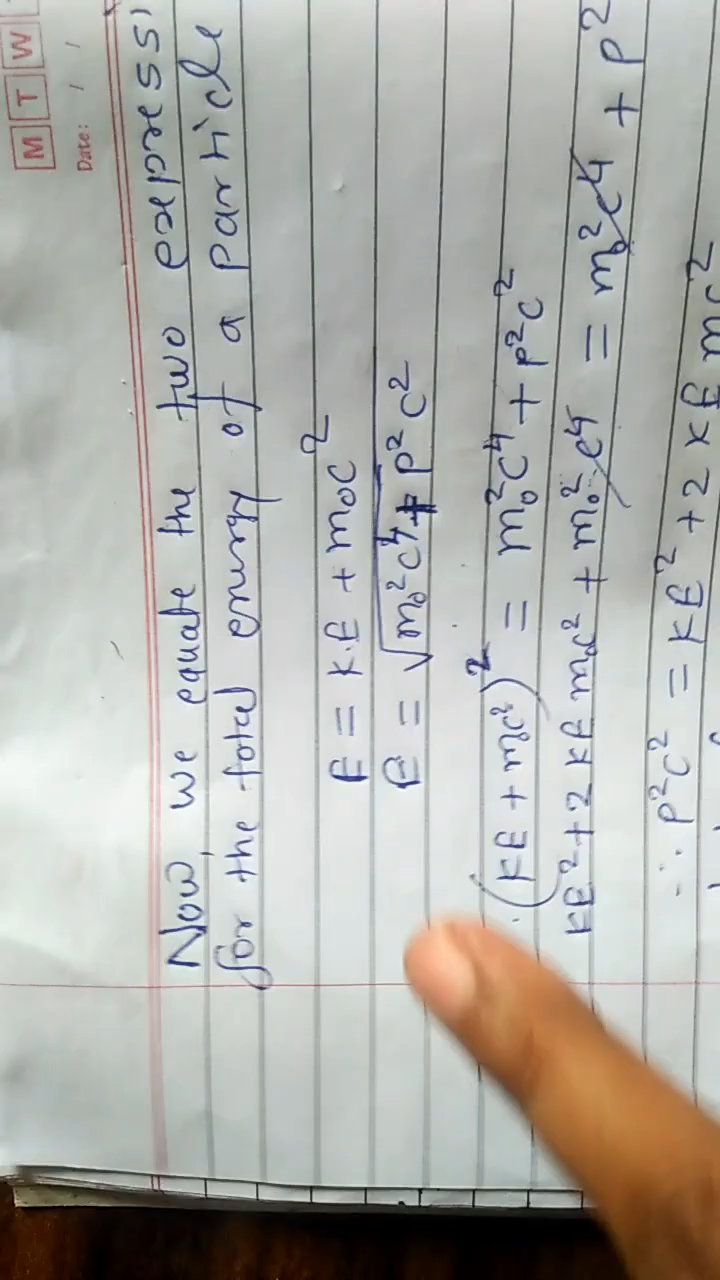 M T W
Date: / /
Now, we equate the two expressi
for the total energy of a particle
E = K.E + m₀c²
E = √m₀²c⁴ + p²c²
(KE + m₀c²)² = m₀²c⁴ + p²c²
KE² + 2 KE m₀c² + m₀²c⁴ = m₀²c⁴ + p²
∴ p²c² = KE² + 2 KE mc²